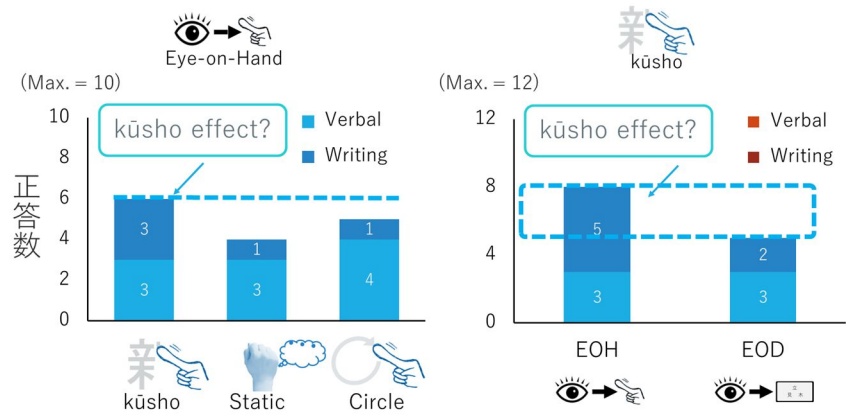 Eye-on-Hand
(Max. = 10)
10
8
6
4
2
0
正答数
kūsho effect?
Verbal
Writing
3
3
1
3
1
4
新
kūsho
Static
Circle
新
kūsho
(Max. = 12)
12
8
4
0
kūsho effect?
Verbal
Writing
5
3
2
3
EOH
EOD